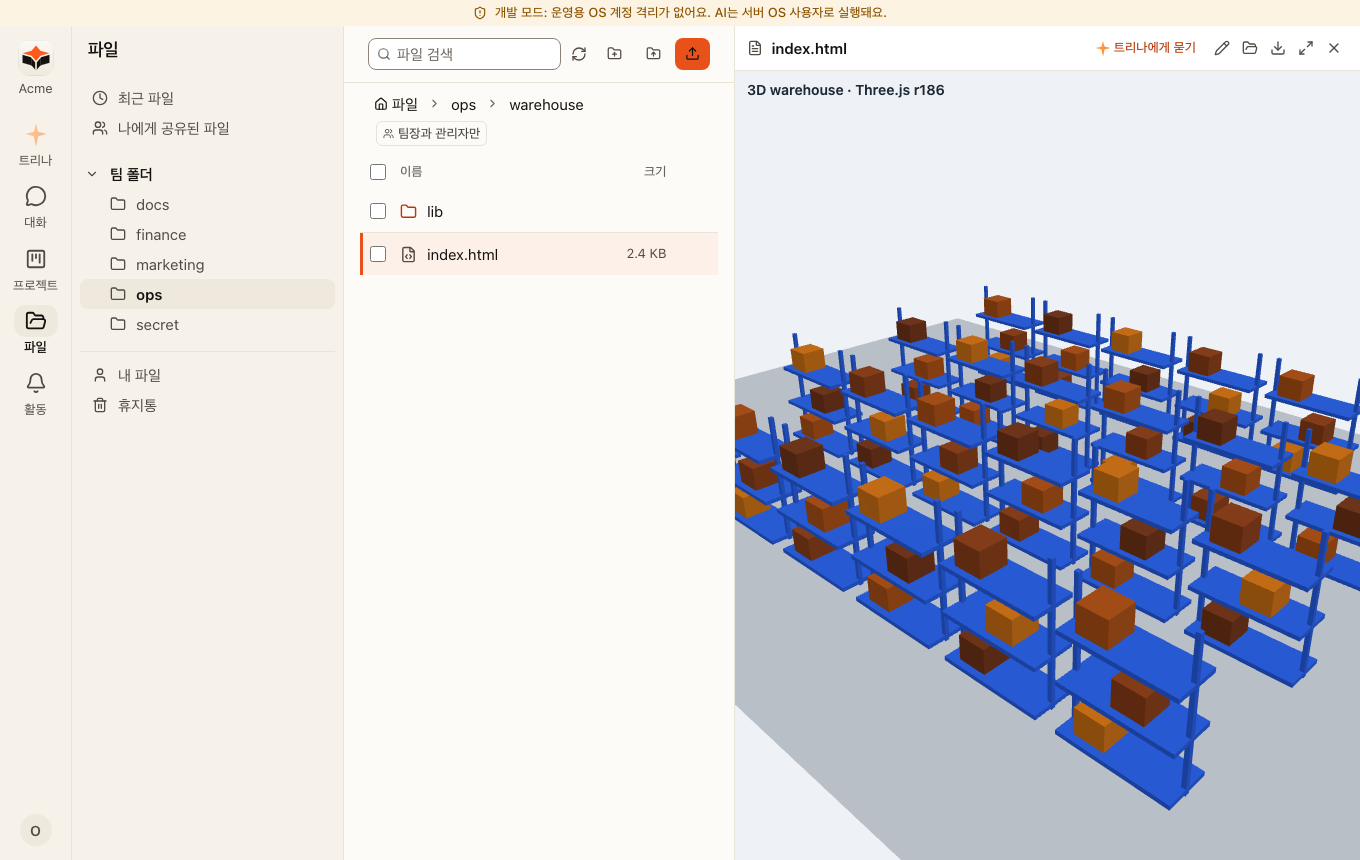 개발 모드: 운영용 OS 계정 격리가 없어요. AI는 서버 OS 사용자로 실행돼요.
Acme
트리나
대화
프로젝트
파일
활동
O
파일
최근 파일
나에게 공유된 파일
팀 폴더
docs
finance
marketing
ops
secret
내 파일
휴지통
파일 검색
파일 ops warehouse
팀장과 관리자만
이름 크기
lib
index.html 2.4 KB
index.html 트리나에게 묻기
3D warehouse · Three.js r186